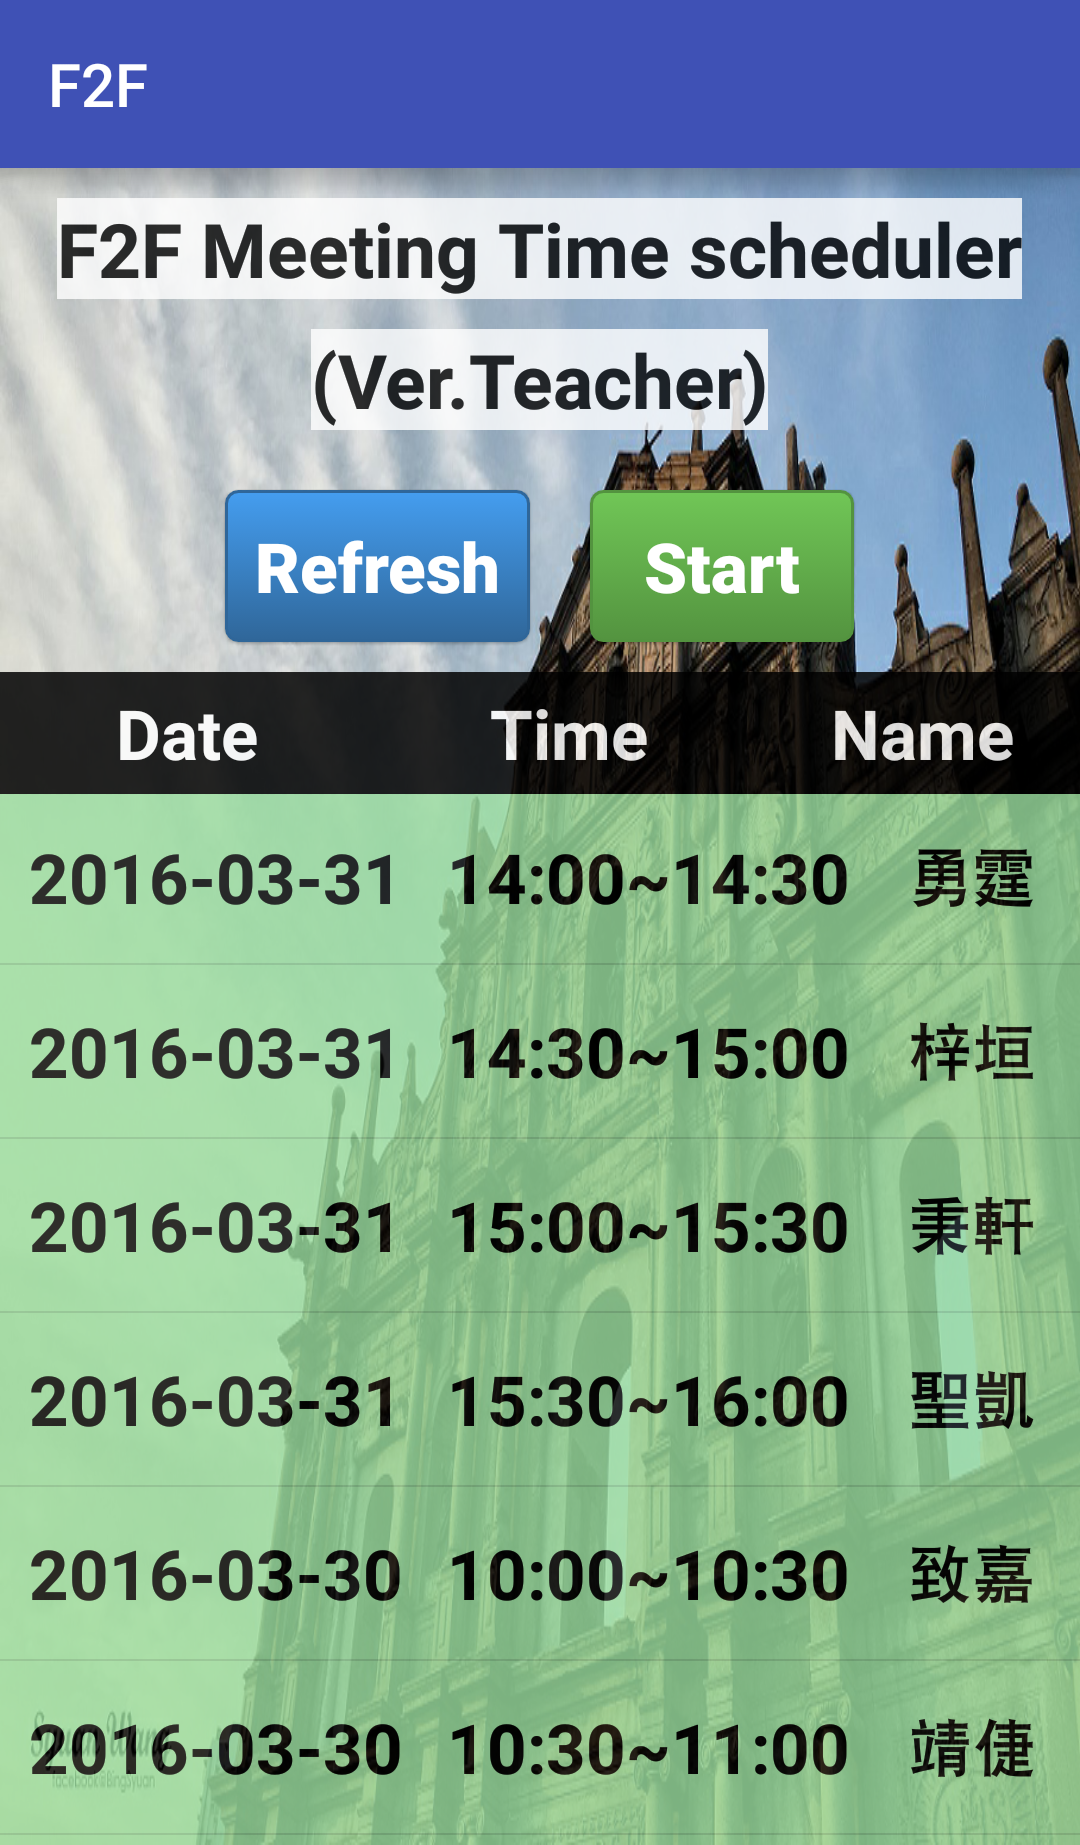 F2F
F2F Meeting Time scheduler
(Ver.Teacher)
Refresh Start
Date Time Name
2016-03-31 14:00~14:30 勇霆
2016-03-31 14:30~15:00 梓垣
2016-03-31 15:00~15:30 秉軒
2016-03-31 15:30~16:00 聖凱
2016-03-30 10:00~10:30 致嘉
2016-03-30 10:30~11:00 靖倢